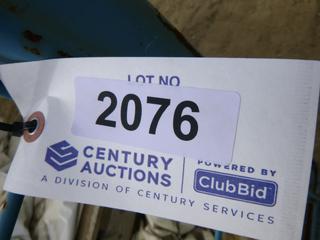 LOT NO
2076
CENTURY
AUCTIONS
POWERED BY
ClubBid
A DIVISION OF CENTURY SERVICES